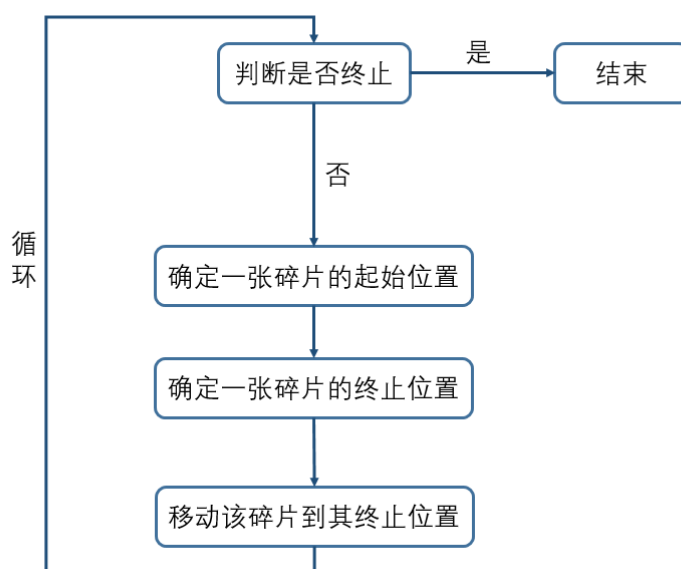 判断是否终止
是
结束
否
循
环
确定一张碎片的起始位置
确定一张碎片的终止位置
移动该碎片到其终止位置